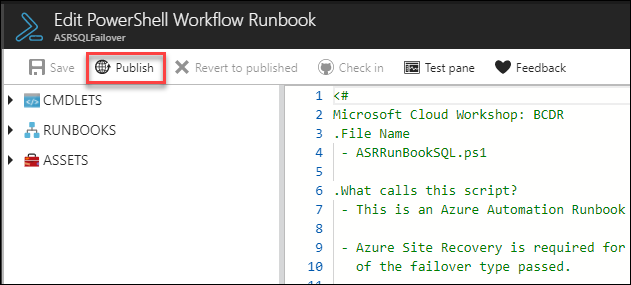 Edit PowerShell Workflow Runbook
ASRSQLFailover
Save Publish Revert to published Check in Test pane Feedback
CMDLETS
RUNBOOKS
ASSETS
1 <#
2 Microsoft Cloud Workshop: BCDR
3 .File Name
4 - ASRRunBookSQL.ps1
5
6 .What calls this script?
7 - This is an Azure Automation Runbook
8
9 - Azure Site Recovery is required for
10 of the failover type passed.